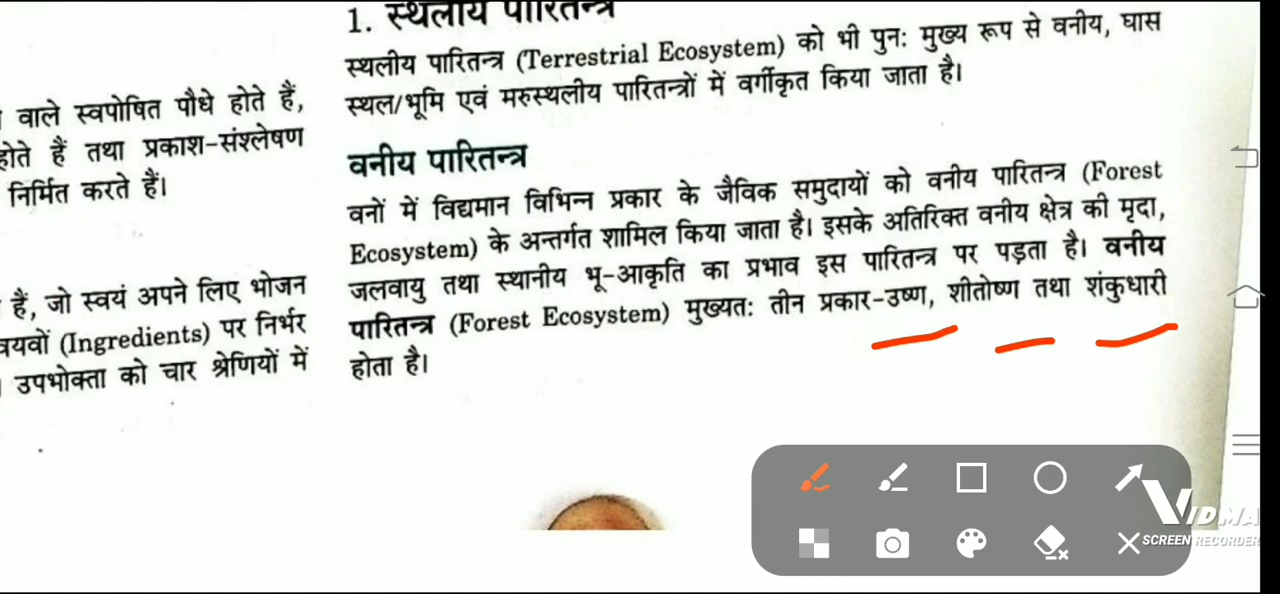 वाले स्वपोषित पौधे होते हैं,
होते हैं तथा प्रकाश-संश्लेषण
निर्मित करते हैं।
हैं, जो स्वयं अपने लिए भोजन
(Ingredients) पर निर्भर
उपभोक्ता को चार श्रेणियों में
1. स्थलीय पारितन्त्र
स्थलीय पारितन्त्र (Terrestrial Ecosystem) को भी पुन: मुख्य रूप से वनीय, घास
स्थल/भूमि एवं मरुस्थलीय पारितन्त्रों में वर्गीकृत किया जाता है।
वनीय पारितन्त्र
वनों में विद्यमान विभिन्न प्रकार के जैविक समुदायों को वनीय पारितन्त्र (Forest
Ecosystem) के अन्तर्गत शामिल किया जाता है। इसके अतिरिक्त वनीय क्षेत्र की मृदा,
जलवायु तथा स्थानीय भू-आकृति का प्रभाव इस पारितन्त्र पर पड़ता है। वनीय
पारितन्त्र (Forest Ecosystem) मुख्यत: तीन प्रकार-उष्ण, शीतोष्ण तथा शंकुधारी
होता है।
VIDMA
SCREEN RECORDER